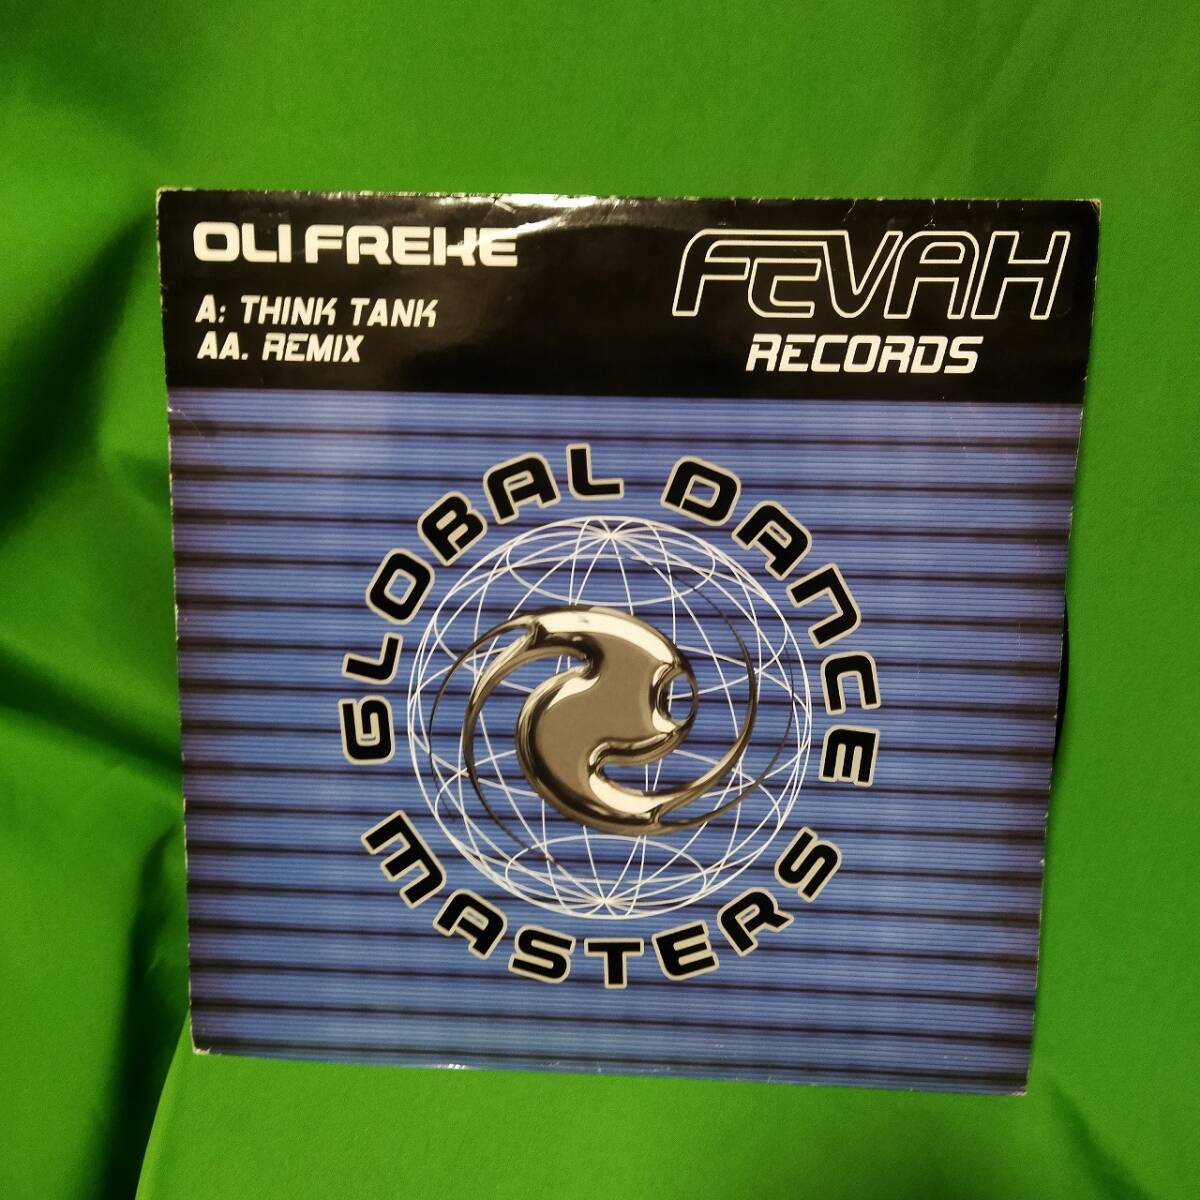 OLI FREKE
A: THINK TANK
AA. REMIX
FEVAH
RECORDS
GLOBAL DANCE
MASTERS